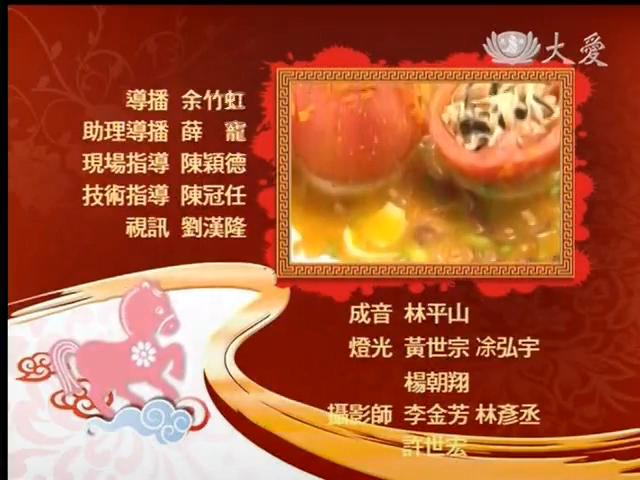 大愛
導播 余竹虹
助理導播 薛 寵
現場指導 陳穎德
技術指導 陳冠任
視訊 劉漢隆
成音 林平山
燈光 黃世宗 凃弘宇
楊朝翔
攝影師 李金芳 林彥丞
許世宏